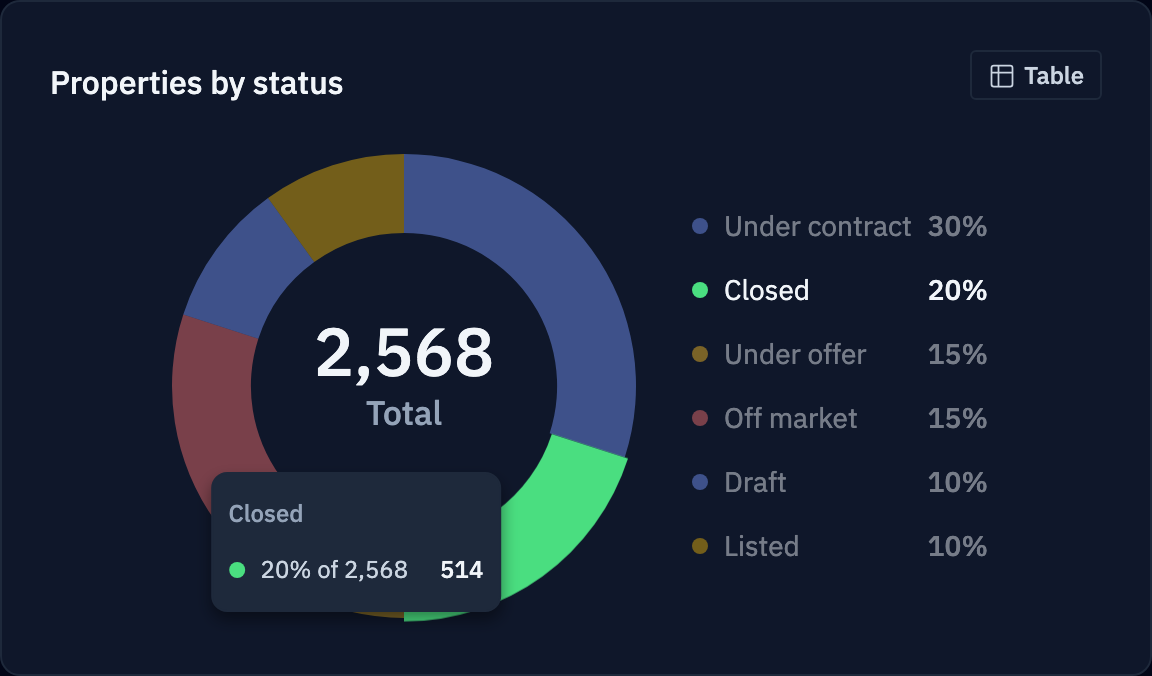 Properties by status
Table
2,568
Total
Closed
20% of 2,568 514
Under contract 30%
Closed 20%
Under offer 15%
Off market 15%
Draft 10%
Listed 10%